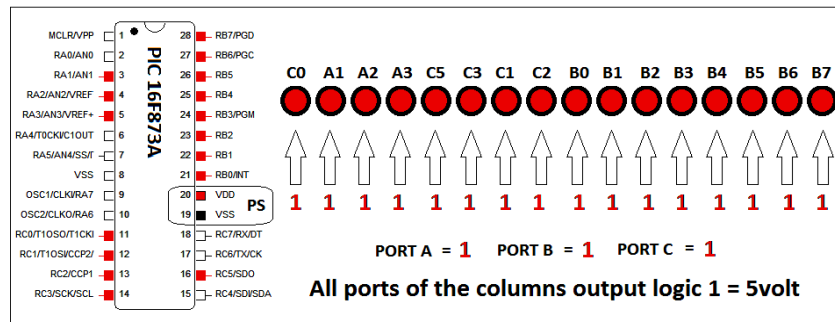 MCLR/VPP 1 28 RB7/PGD
RA0/AN0 2 27 RB6/PGC
RA1/AN1 3 26 RB5
RA2/AN2/VREF 4 25 RB4
RA3/AN3/VREF+ 5 24 RB3/PGM
RA4/T0CKI/C1OUT 6 23 RB2
RA5/AN4/SS/ 7 22 RB1
VSS 8 21 RB0/INT
OSC1/CLKI/RA7 9 20 VDD
OSC2/CLKO/RA6 10 19 VSS
RC0/T1OSO/T1CKI 11 18 RC7/RX/DT
RC1/T1OSI/CCP2/ 12 17 RC6/TX/CK
RC2/CCP1 13 16 RC5/SDO
RC3/SCK/SCL 14 15 RC4/SDI/SDA
PIC 16F873A
PS
C0 A1 A2 A3 C5 C3 C1 C2 B0 B1 B2 B3 B4 B5 B6 B7
1 1 1 1 1 1 1 1 1 1 1 1 1 1 1 1
PORT A = 1 PORT B = 1 PORT C = 1
All ports of the columns output logic 1 = 5volt